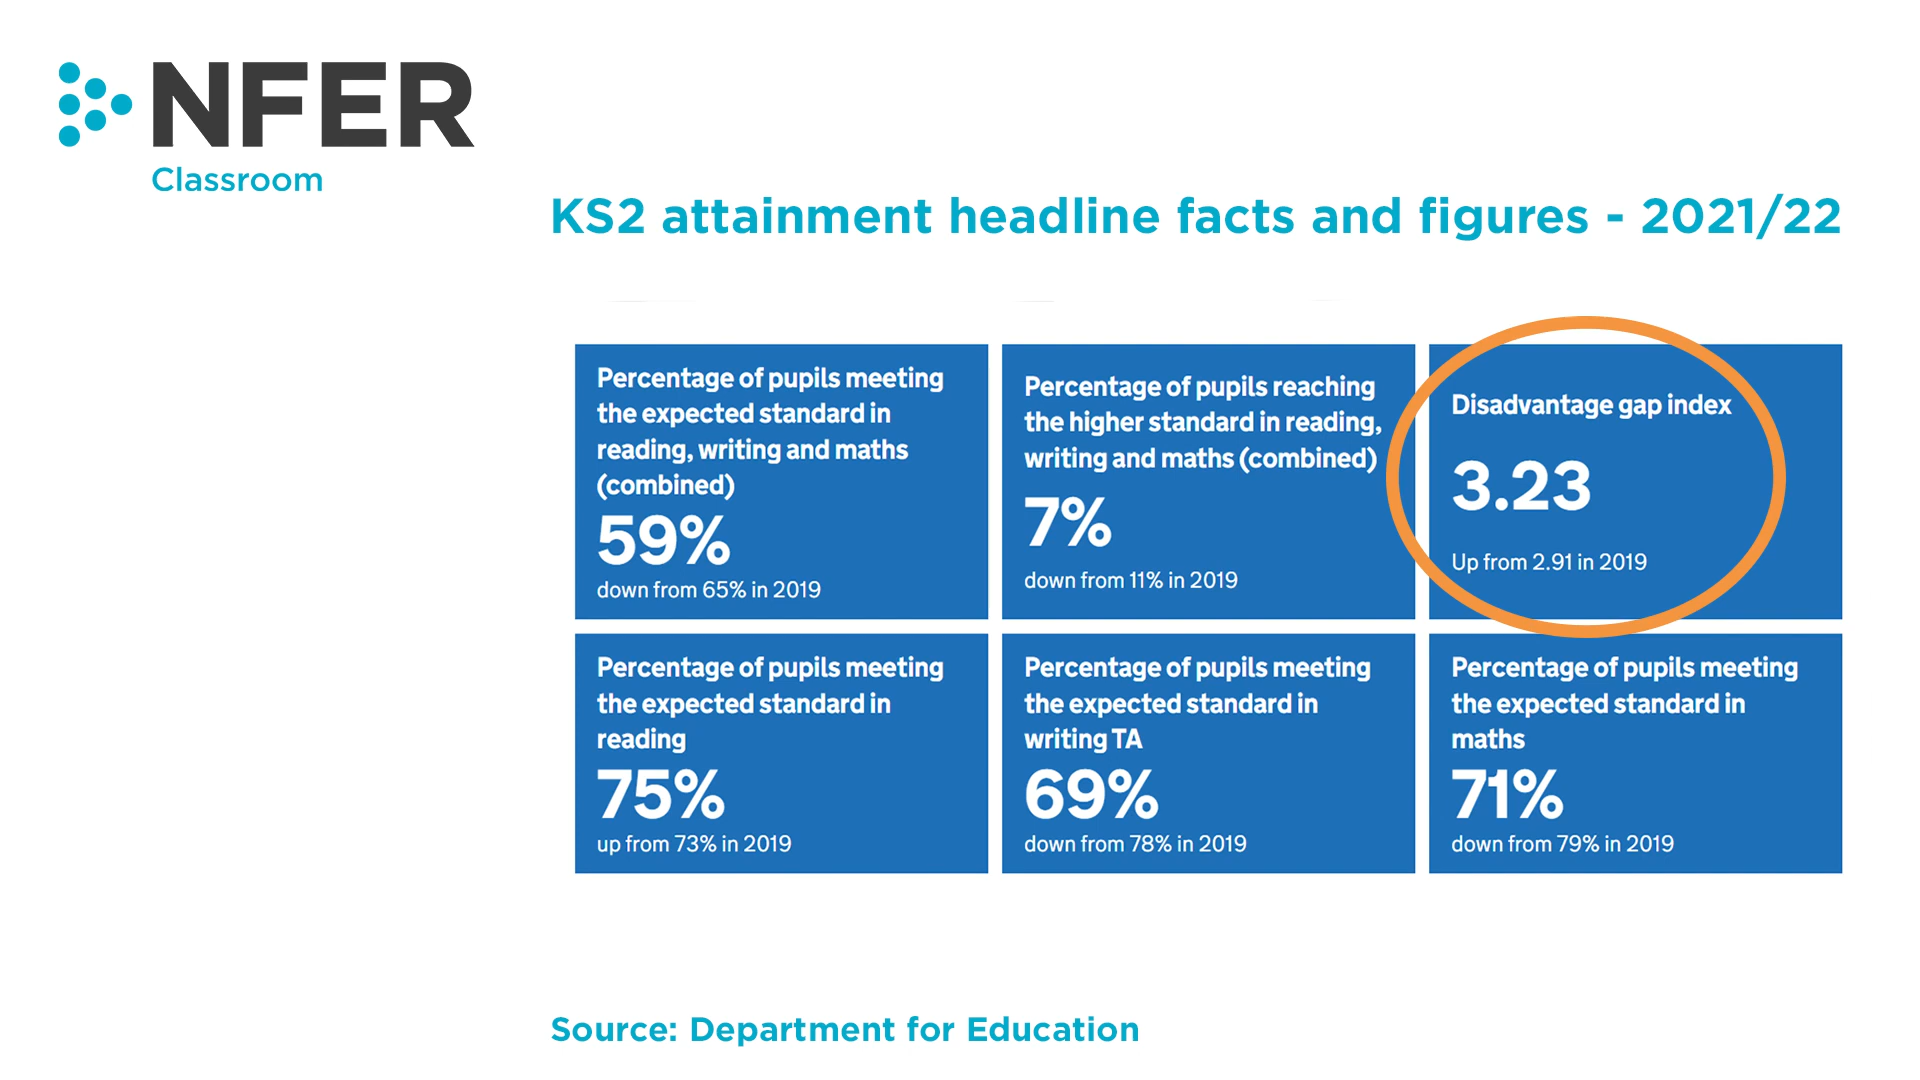 NFER
Classroom
KS2 attainment headline facts and figures - 2021/22
Percentage of pupils meeting
the expected standard in
reading, writing and maths
(combined)
59%
down from 65% in 2019
Percentage of pupils reaching
the higher standard in reading,
writing and maths (combined)
7%
down from 11% in 2019
Disadvantage gap index
3.23
Up from 2.91 in 2019
Percentage of pupils meeting
the expected standard in
reading
75%
up from 73% in 2019
Percentage of pupils meeting
the expected standard in
writing TA
69%
down from 78% in 2019
Percentage of pupils meeting
the expected standard in
maths
71%
down from 79% in 2019
Source: Department for Education